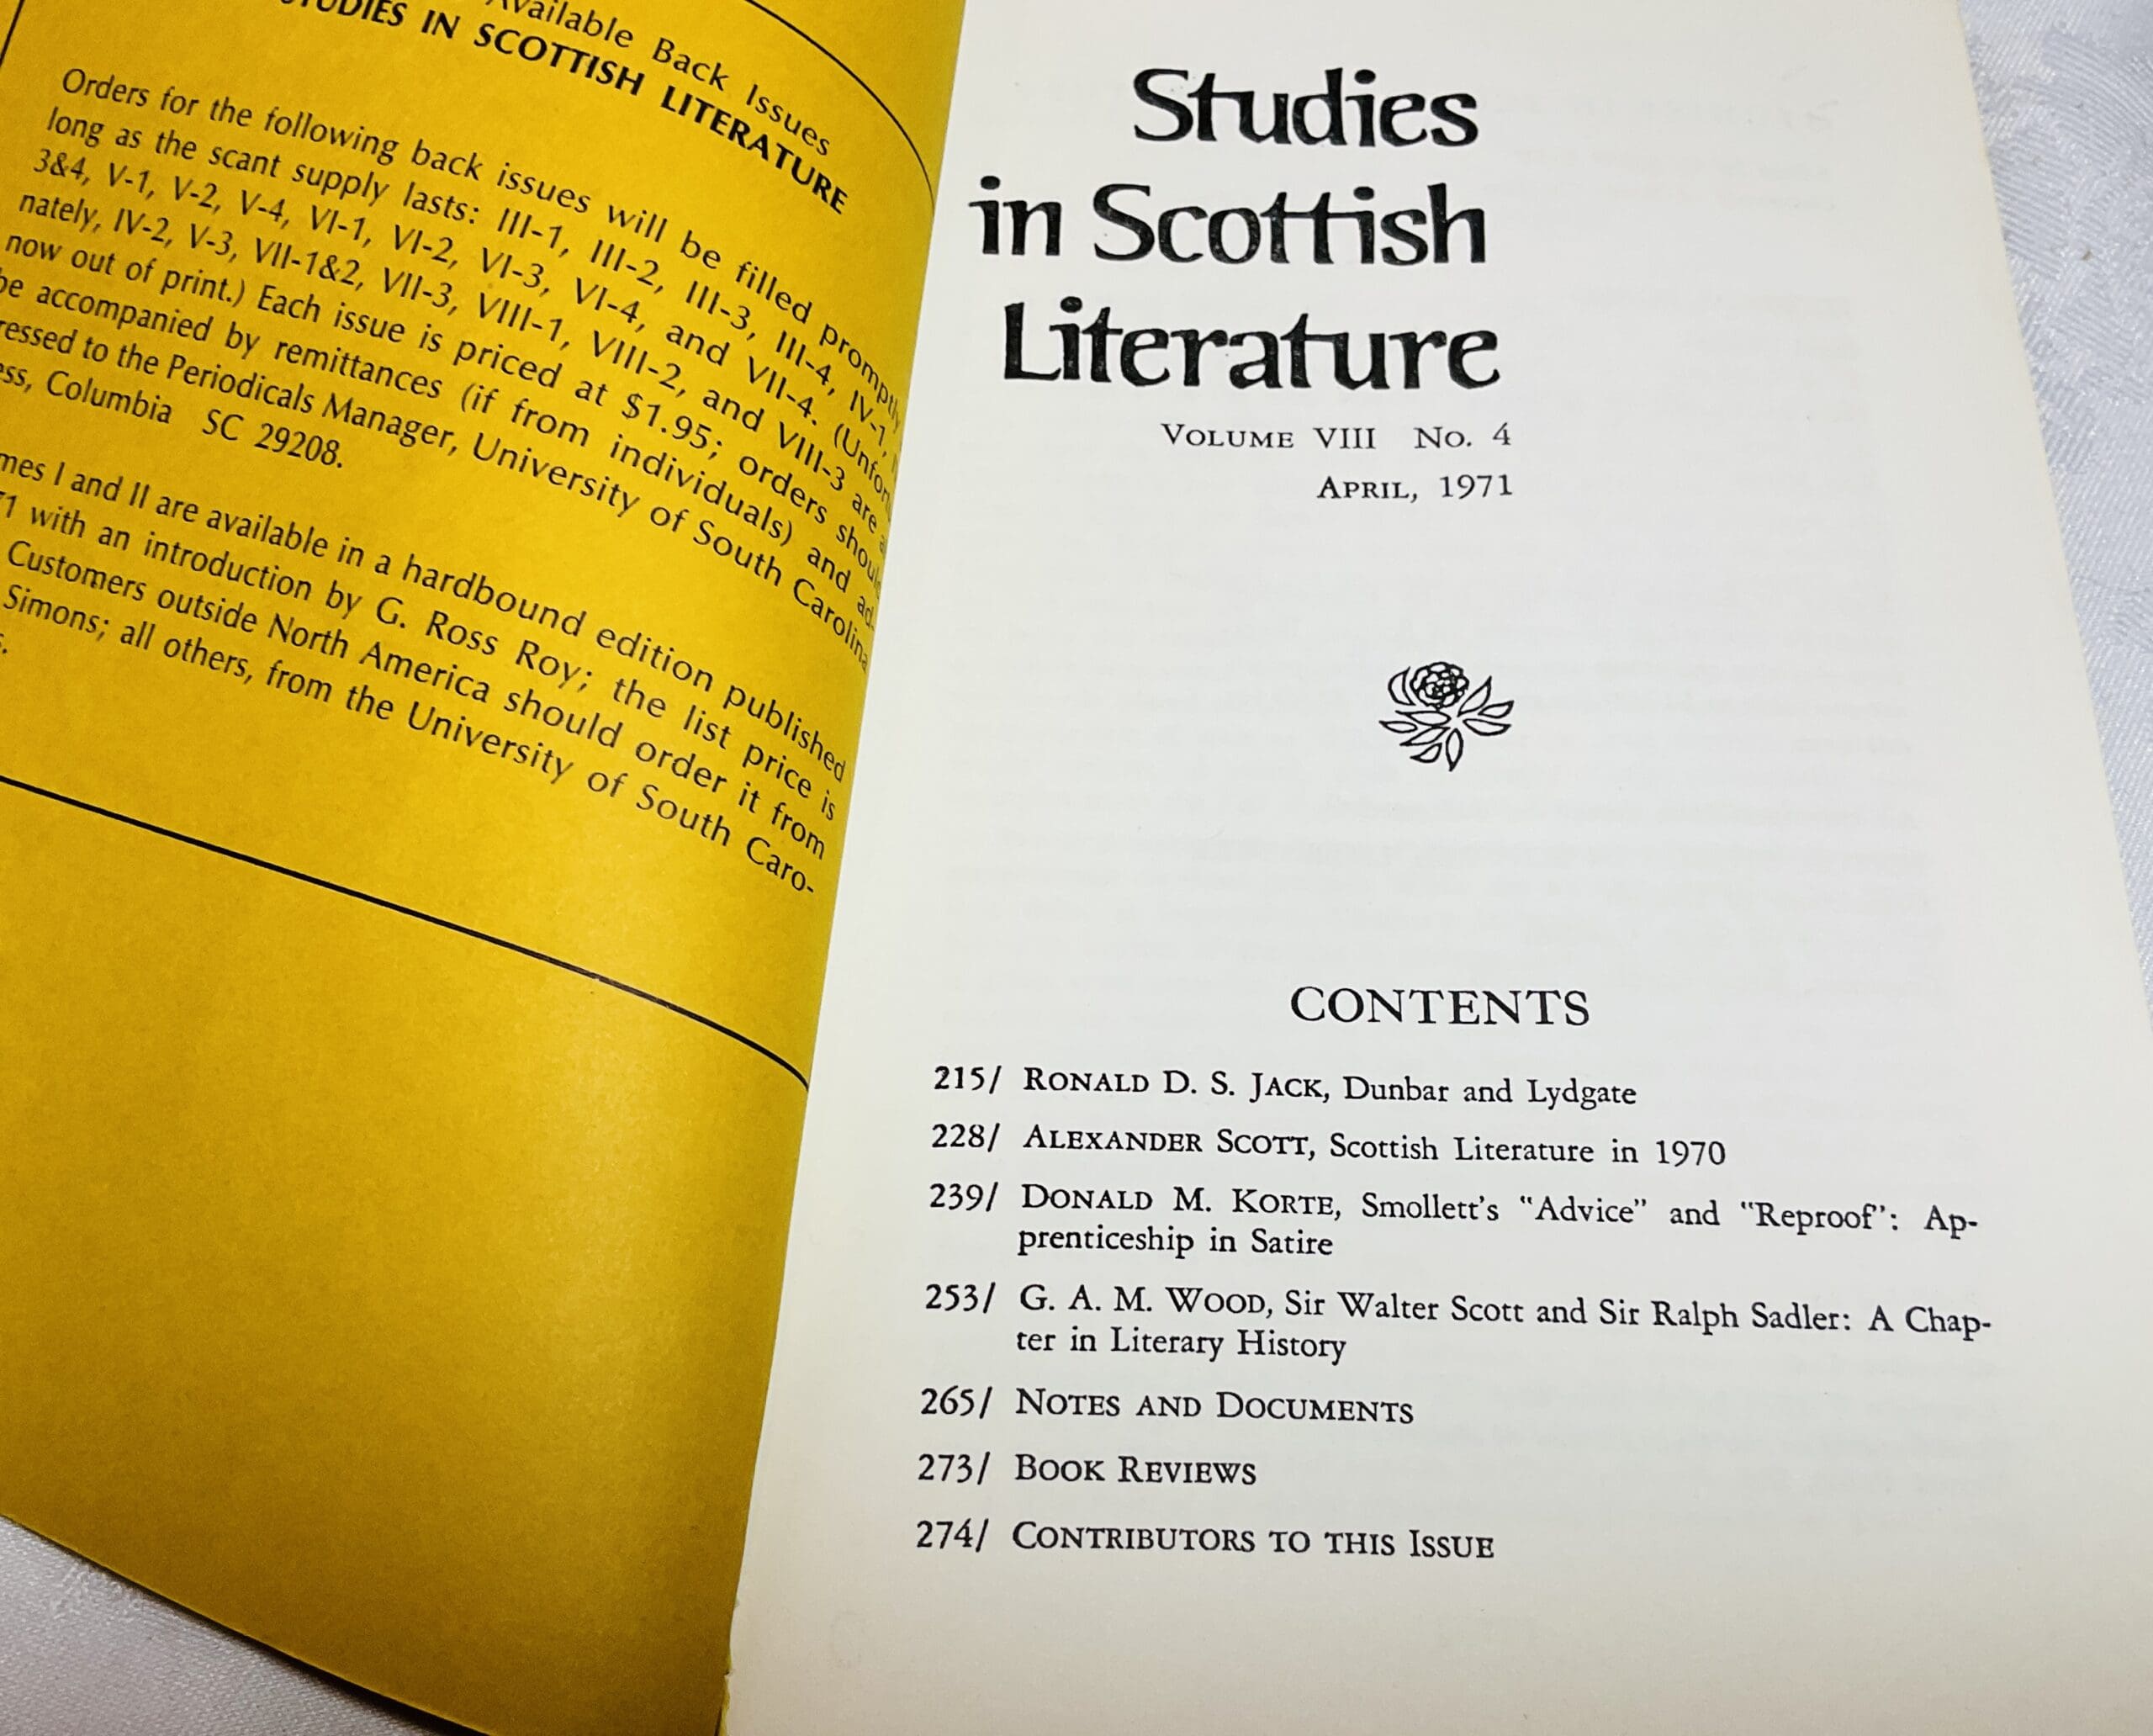 Available Back Issues
STUDIES IN SCOTTISH LITERATURE
Orders for the following back issues will be filled promptly
long as the scant supply lasts: III-1, III-2, III-3, III-4, IV-1,
3&4, V-1, V-2, V-4, VI-1, VI-2, VI-3, VI-4, and VII-4. (Unfortu-
nately, IV-2, V-3, VII-1&2, VII-3, VIII-1, VIII-2, and VIII-3 are
now out of print.) Each issue is priced at $1.95; orders should
be accompanied by remittances (if from individuals) and ad-
ressed to the Periodicals Manager, University of South Carolina
ess, Columbia SC 29208.
mes I and II are available in a hardbound edition published
71 with an introduction by G. Ross Roy; the list price is
Customers outside North America should order it from
Simons; all others, from the University of South Caro-
s.
Studies
in Scottish
Literature
VOLUME VIII No. 4
APRIL, 1971
CONTENTS
215/ RONALD D. S. JACK, Dunbar and Lydgate
228/ ALEXANDER SCOTT, Scottish Literature in 1970
239/ DONALD M. KORTE, Smollett's "Advice" and "Reproof": Ap-
prenticeship in Satire
253/ G. A. M. WOOD, Sir Walter Scott and Sir Ralph Sadler: A Chap-
ter in Literary History
265/ NOTES AND DOCUMENTS
273/ BOOK REVIEWS
274/ CONTRIBUTORS TO THIS ISSUE